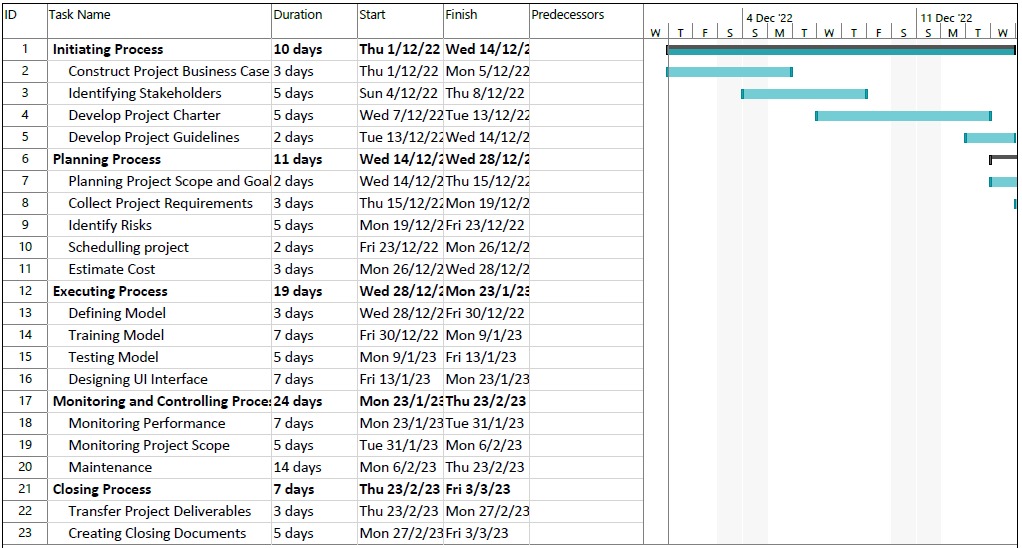 ID Task Name Duration Start Finish Predecessors
4 Dec '22 11 Dec '22
W T F S S M T W T F S S M T W
1 Initiating Process 10 days Thu 1/12/22 Wed 14/12/2
2 Construct Project Business Case 3 days Thu 1/12/22 Mon 5/12/22
3 Identifying Stakeholders 5 days Sun 4/12/22 Thu 8/12/22
4 Develop Project Charter 5 days Wed 7/12/22 Tue 13/12/22
5 Develop Project Guidelines 2 days Tue 13/12/22 Wed 14/12/2
6 Planning Process 11 days Wed 14/12/2 Wed 28/12/2
7 Planning Project Scope and Goal 2 days Wed 14/12/2 Thu 15/12/22
8 Collect Project Requirements 3 days Thu 15/12/22 Mon 19/12/2
9 Identify Risks 5 days Mon 19/12/2 Fri 23/12/22
10 Schedulling project 2 days Fri 23/12/22 Mon 26/12/2
11 Estimate Cost 3 days Mon 26/12/2 Wed 28/12/2
12 Executing Process 19 days Wed 28/12/2 Mon 23/1/23
13 Defining Model 3 days Wed 28/12/2 Fri 30/12/22
14 Training Model 7 days Fri 30/12/22 Mon 9/1/23
15 Testing Model 5 days Mon 9/1/23 Fri 13/1/23
16 Designing UI Interface 7 days Fri 13/1/23 Mon 23/1/23
17 Monitoring and Controlling Proces 24 days Mon 23/1/23 Thu 23/2/23
18 Monitoring Performance 7 days Mon 23/1/23 Tue 31/1/23
19 Monitoring Project Scope 5 days Tue 31/1/23 Mon 6/2/23
20 Maintenance 14 days Mon 6/2/23 Thu 23/2/23
21 Closing Process 7 days Thu 23/2/23 Fri 3/3/23
22 Transfer Project Deliverables 3 days Thu 23/2/23 Mon 27/2/23
23 Creating Closing Documents 5 days Mon 27/2/23 Fri 3/3/23